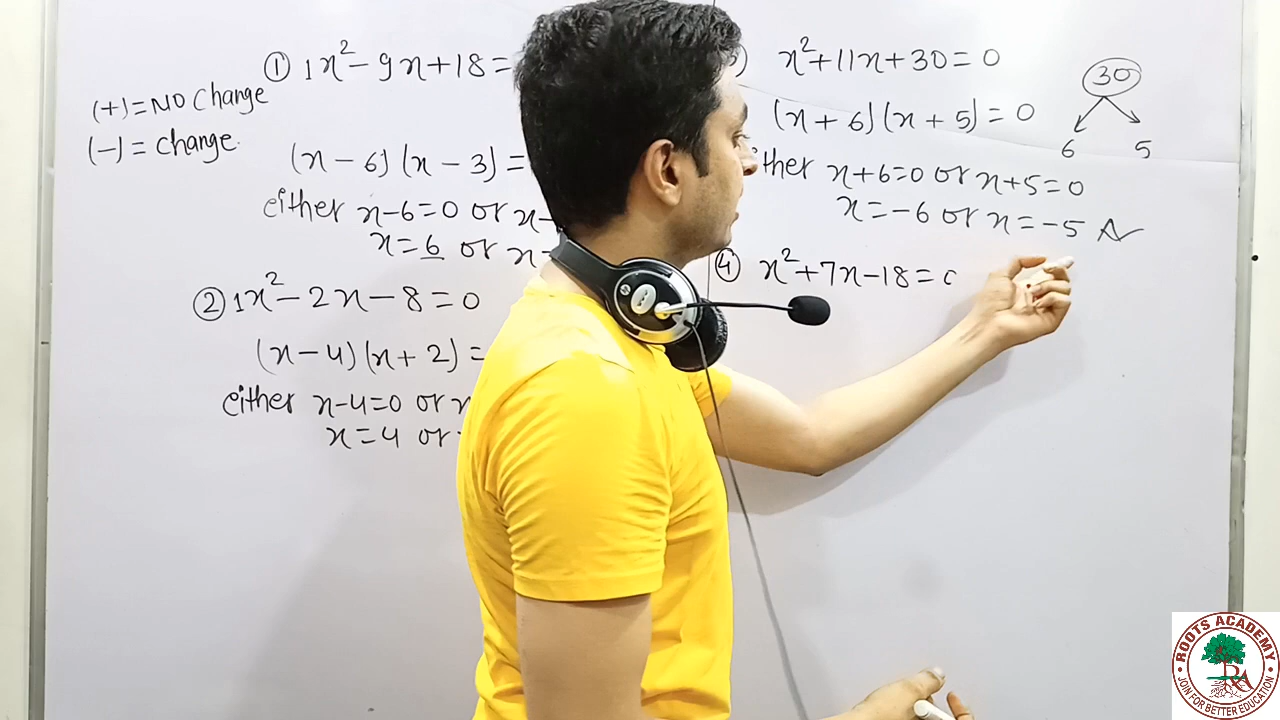 ① 1x² - 9x + 18 =
(+) = NO Change
(-) = change.
(x - 6) (x - 3) =
either x - 6 = 0 or x -
x = 6 or x -
② 1x² - 2x - 8 = 0
(x - 4) (x + 2) =
either x - 4 = 0 or x
x = 4 or
x² + 11x + 30 = 0
(x + 6) (x + 5) = 0
30
6 5
ither x + 6 = 0 or x + 5 = 0
x = -6 or x = -5
④ x² + 7x - 18 = 0
ROOTS ACADEMY
JOIN FOR BETTER EDUCATION
RA
hp